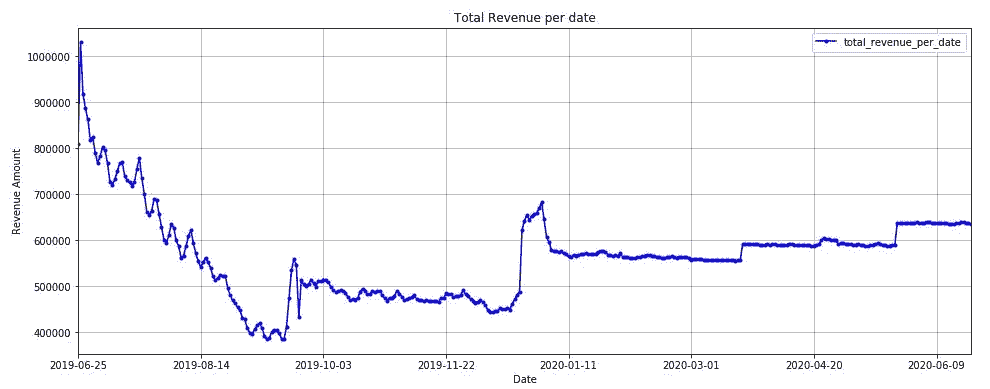 Total Revenue per date
total_revenue_per_date
Revenue Amount
1000000
900000
800000
700000
600000
500000
400000
2019-06-25 2019-08-14 2019-10-03 2019-11-22 2020-01-11 2020-03-01 2020-04-20 2020-06-09
Date